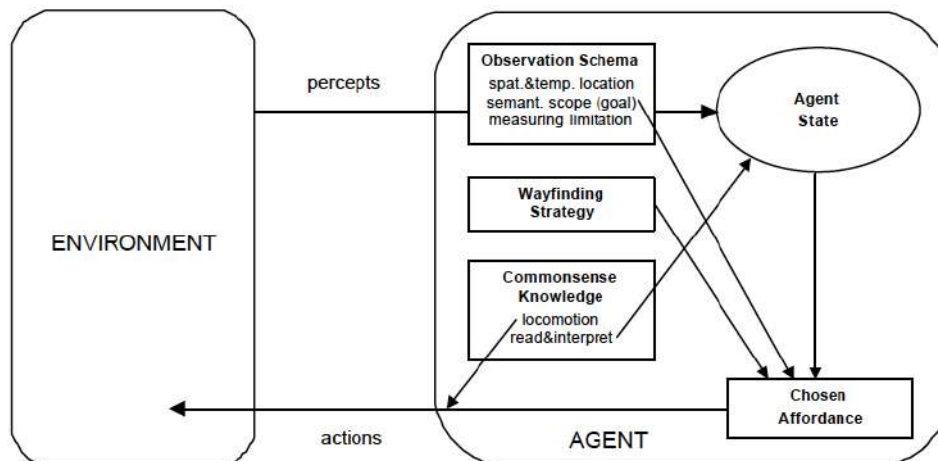 ENVIRONMENT
percepts
Observation Schema
spat.&temp. location
semant. scope (goal)
measuring limitation
Agent
State
Wayfinding
Strategy
Commonsense
Knowledge
locomotion
read&interpret
Chosen
Affordance
actions
AGENT